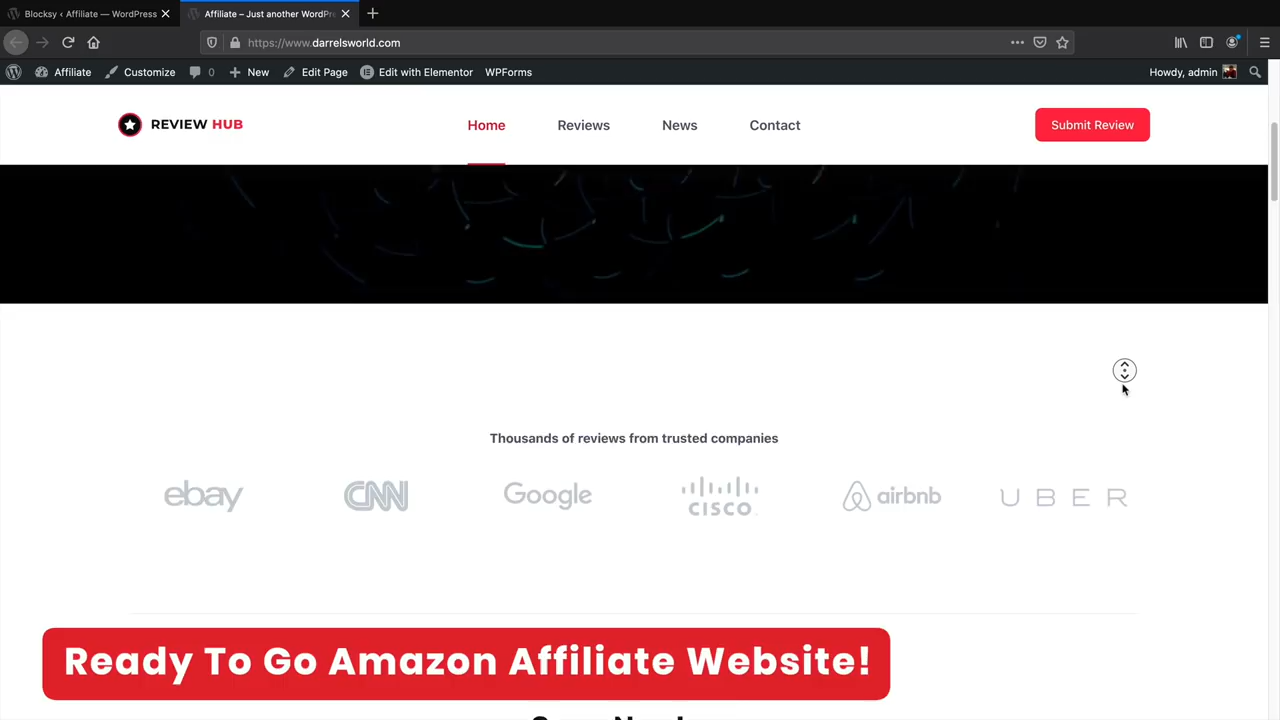 Blocksy ‹ Affiliate — WordPress
Affiliate – Just another WordPre
https://www.darrelsworld.com
Affiliate Customize 0 New Edit Page Edit with Elementor WPForms Howdy, admin
REVIEW HUB Home Reviews News Contact Submit Review
Thousands of reviews from trusted companies
ebay CNN Google CISCO airbnb UBER
Ready To Go Amazon Affiliate Website!